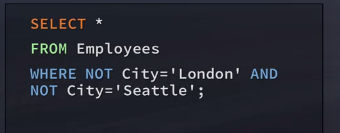 SELECT *
FROM Employees
WHERE NOT City='London' AND
NOT City='Seattle';